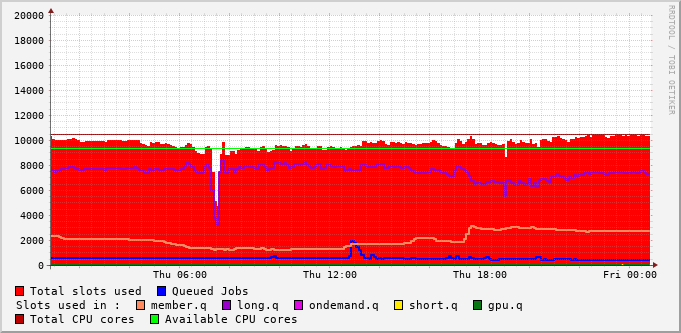 20000
18000
16000
14000
12000
10000
8000
6000
4000
2000
0
Thu 06:00 Thu 12:00 Thu 18:00 Fri 00:00
Total slots used Queued Jobs
Slots used in : member.q long.q ondemand.q short.q gpu.q
Total CPU cores Available CPU cores
RRDTOOL / TOBI OETIKER